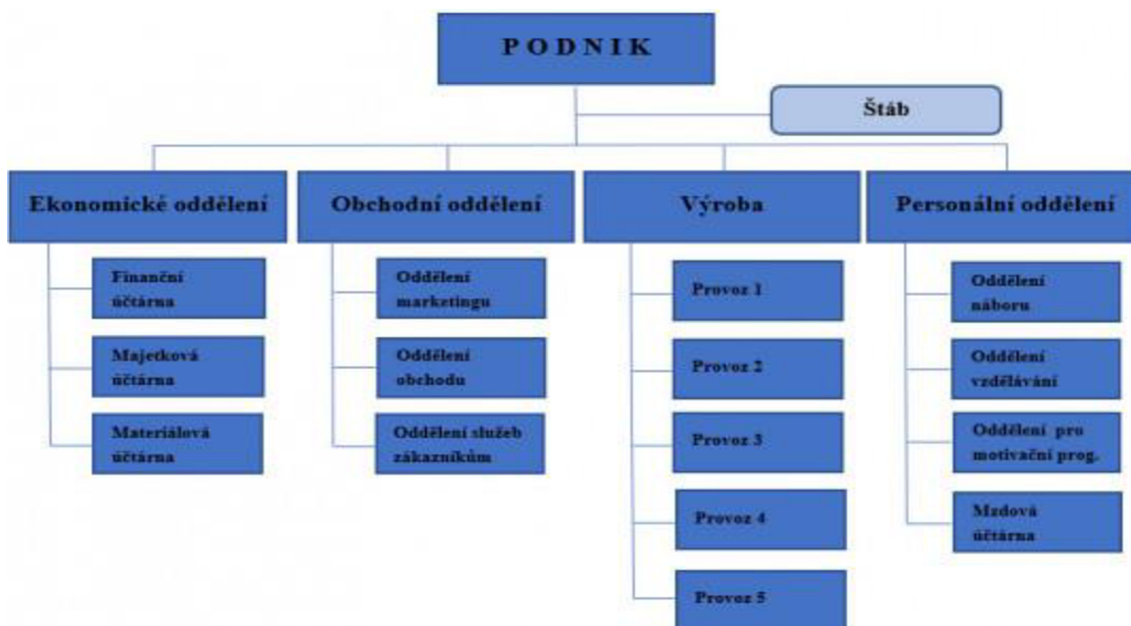 P O D N I K
Štáb
Ekonomické oddělení
Obchodní oddělení
Výroba
Personální oddělení
Finanční
účtárna
Majetková
účtárna
Materiálová
účtárna
Oddělení
marketingu
Oddělení
obchodu
Oddělení služeb
zákazníkům
Provoz 1
Provoz 2
Provoz 3
Provoz 4
Provoz 5
Oddělení
náboru
Oddělení
vzdělávání
Oddělení pro
motivační prog.
Mzdová
účtárna